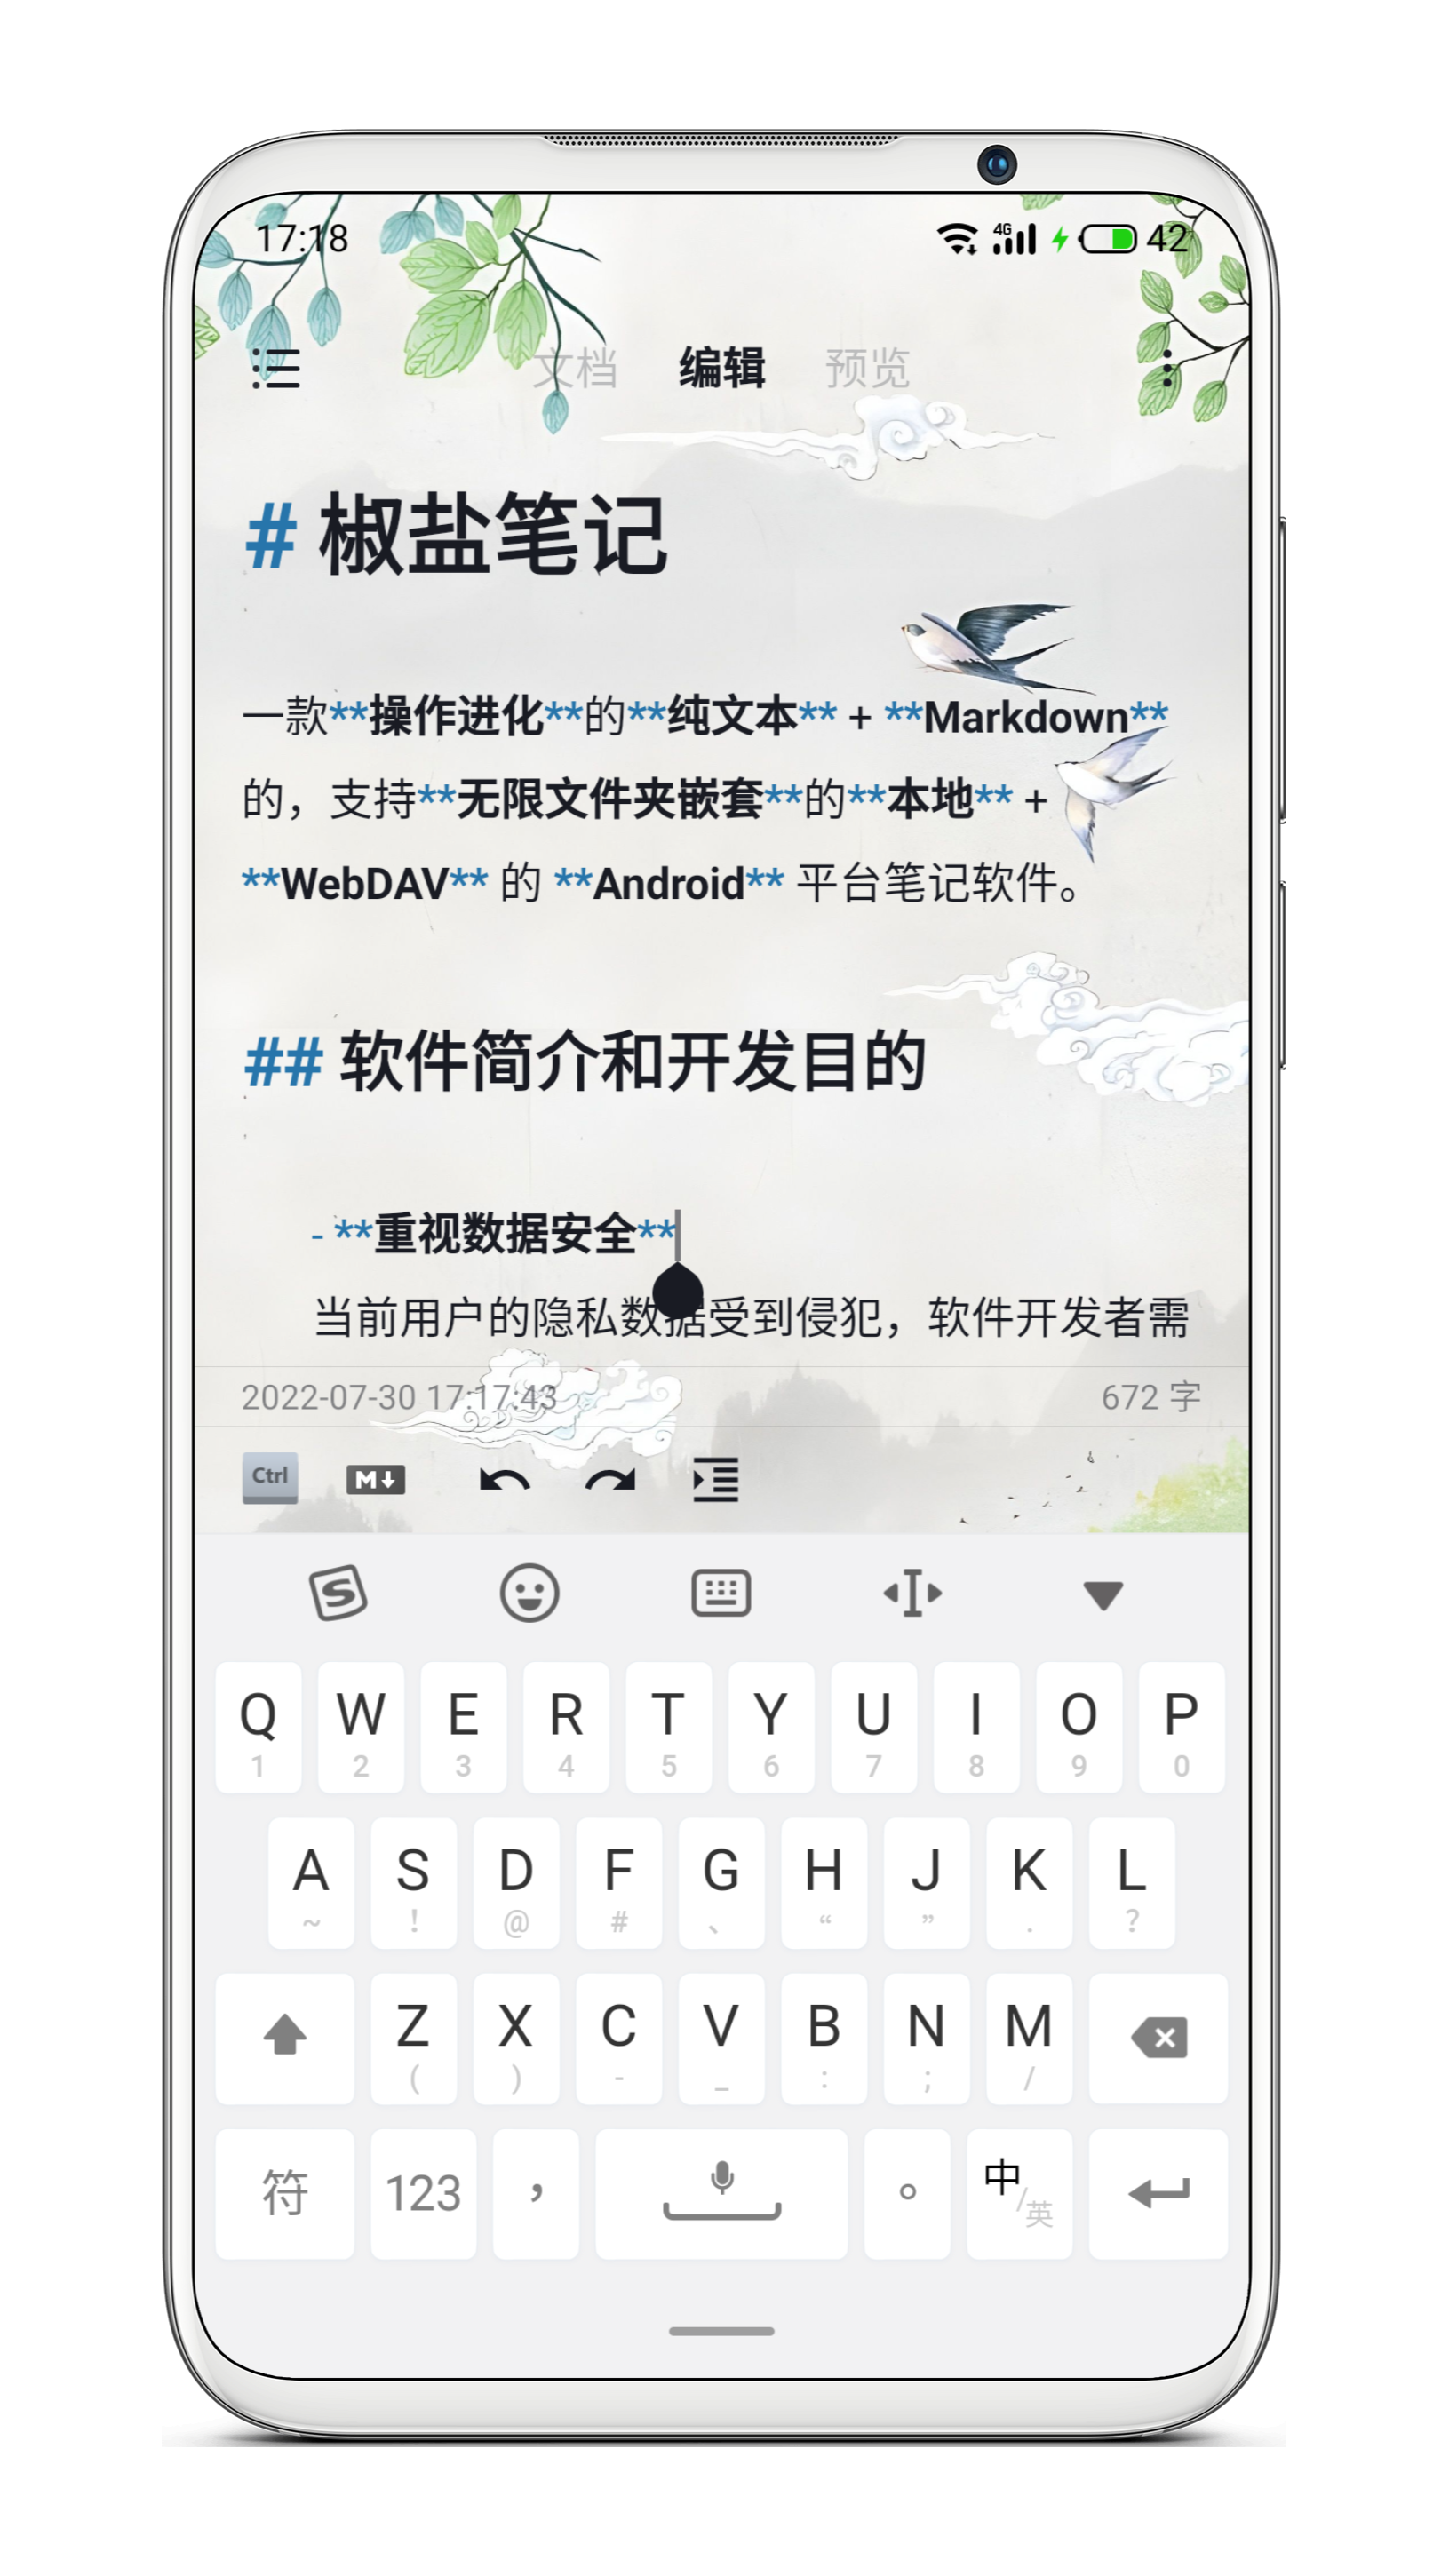 17:18 4G 42
文档 编辑 预览
# 椒盐笔记
一款**操作进化**的**纯文本** + **Markdown**
的，支持**无限文件夹嵌套**的**本地** +
**WebDAV** 的 **Android** 平台笔记软件。
## 软件简介和开发目的
- **重视数据安全**
当前用户的隐私数据受到侵犯，软件开发者需
2022-07-30 17:17:43 672 字
Ctrl M
S
Q W E R T Y U I O P
1 2 3 4 5 6 7 8 9 0
A S D F G H J K L
~ ! @ # 、 “ ” . ?
Z X C V B N M
( ) - _ : ; /
符 123 ， 。 中/英